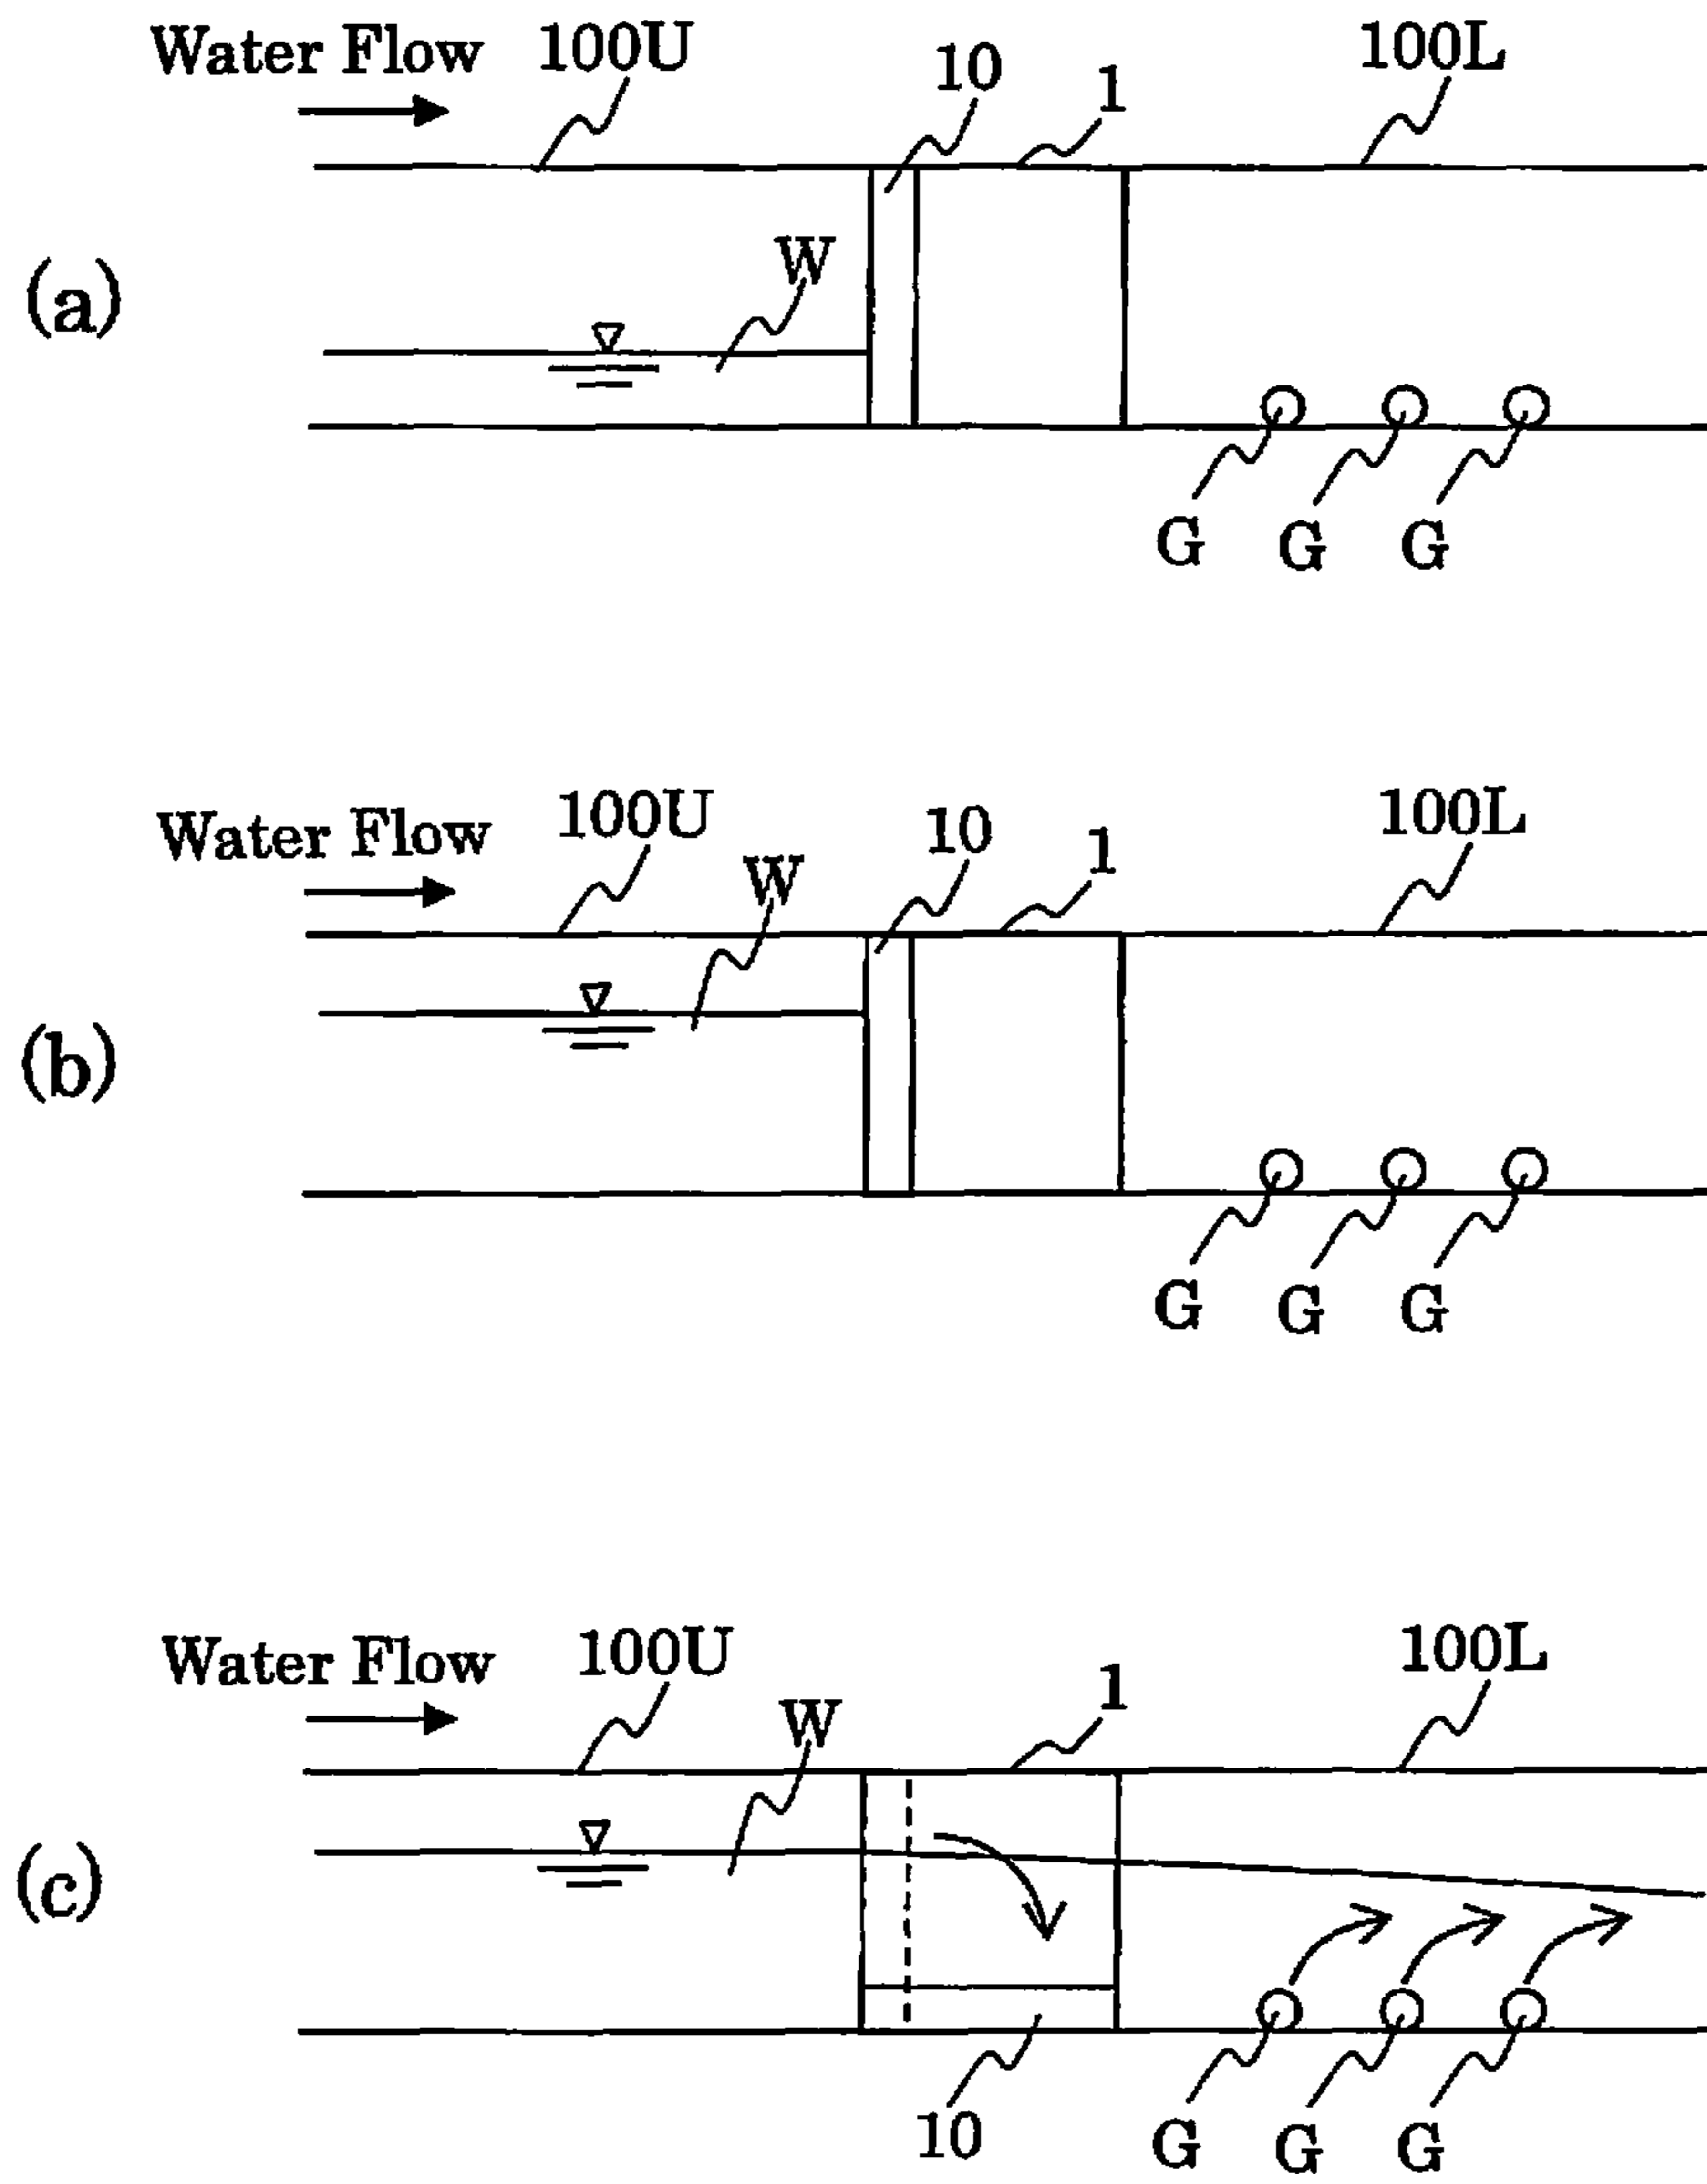 Water Flow 100U 10 1 100L
W
(a)
G G G
Water Flow 100U W 10 1 100L
(b)
G G G
Water Flow 100U W 1 100L
(c)
10 G G G